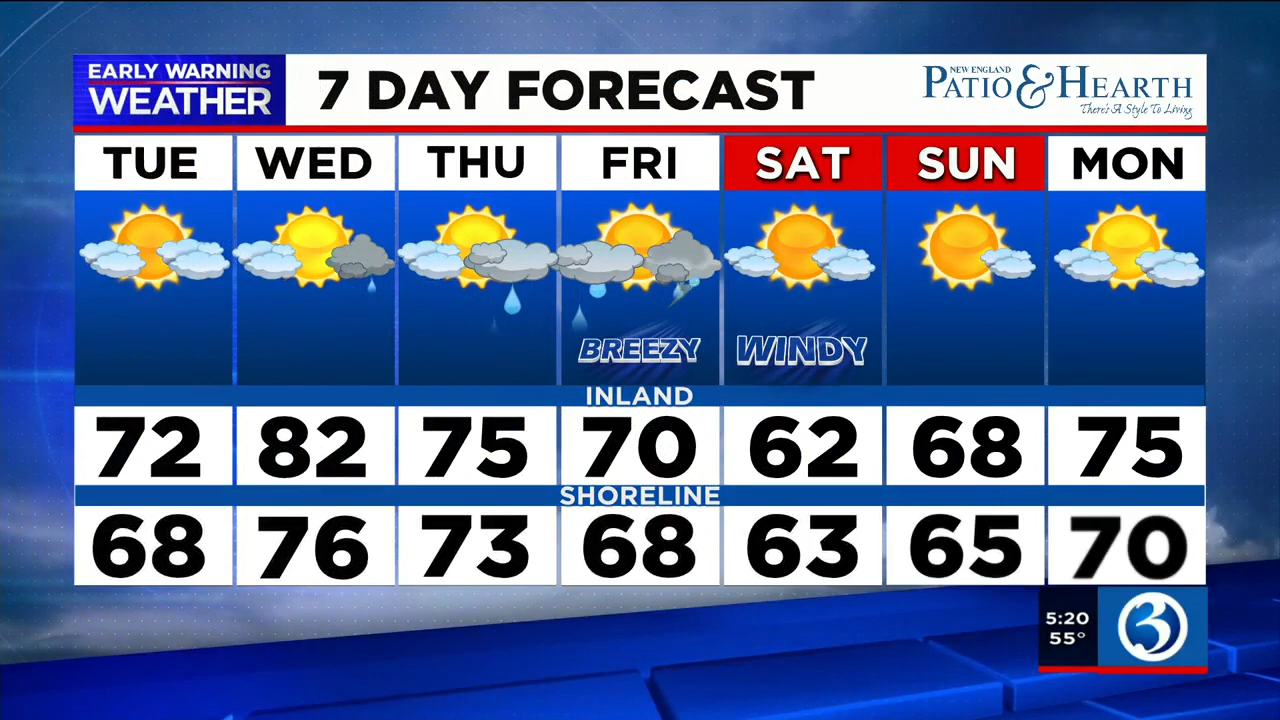 EARLY WARNING
WEATHER
7 DAY FORECAST
NEW ENGLAND
PATIO & HEARTH
There's A Style To Living
TUE WED THU FRI SAT SUN MON
BREEZY WINDY
INLAND
72 82 75 70 62 68 75
SHORELINE
68 76 73 68 63 65 70
5:20
55°
3